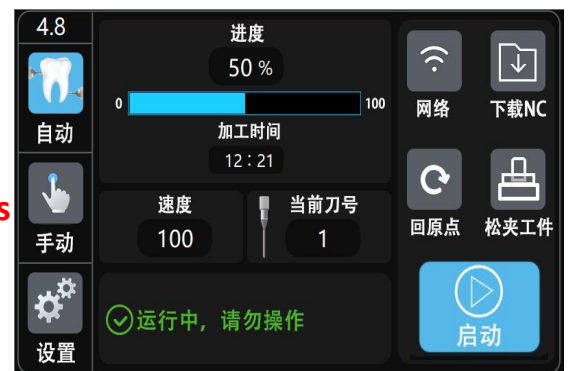 4.8
自动
s
手动
设置
进度
50 %
0
100
加工时间
12 : 21
速度
100
当前刀号
1
运行中，请勿操作
网络
下载NC
回原点
松夹工件
启动